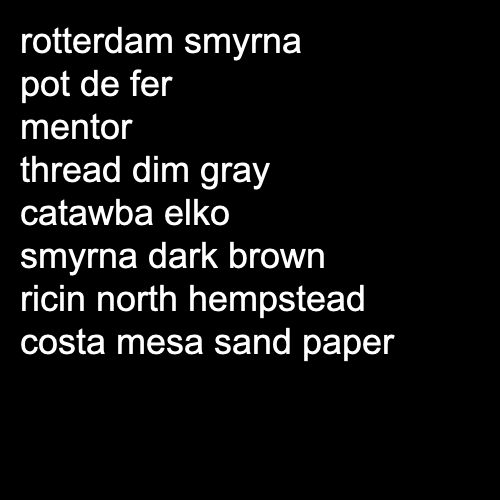 rotterdam smyrna
pot de fer
mentor
thread dim gray
catawba elko
smyrna dark brown
ricin north hempstead
costa mesa sand paper